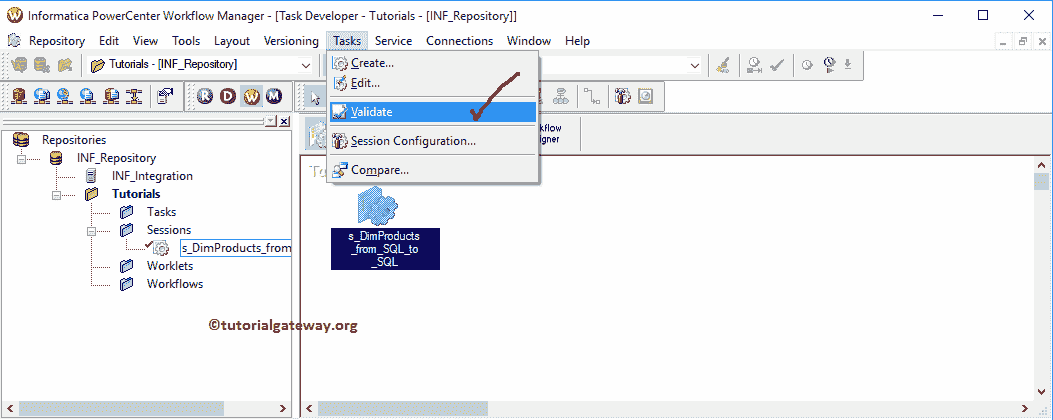 Informatica PowerCenter Workflow Manager - [Task Developer - Tutorials - [INF_Repository]]
Repository Edit View Tools Layout Versioning Tasks Service Connections Window Help
Tutorials - [INF_Repository]
Create...
Edit...
Validate
Session Configuration...
Compare...
R D W M
Repositories
INF_Repository
INF_Integration
Tutorials
Tasks
Sessions
s_DimProducts_from
Worklets
Workflows
s_DimProducts
_from_SQL_to
_SQL
©tutorialgateway.org